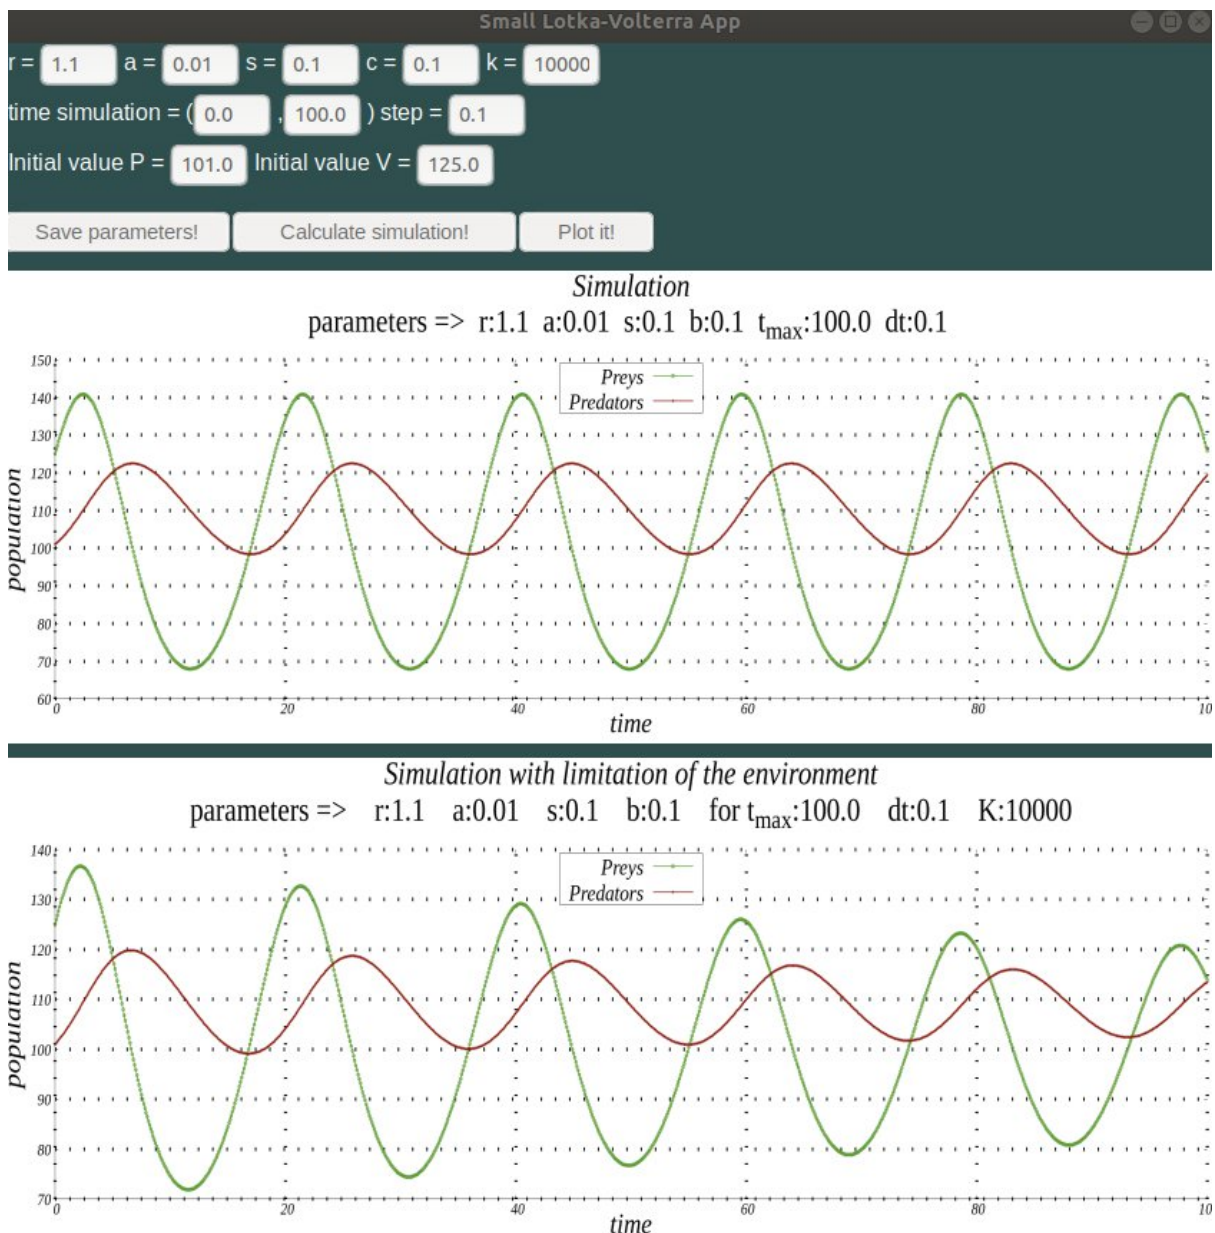 Small Lotka-Volterra App
r = 1.1 a = 0.01 s = 0.1 c = 0.1 k = 10000
time simulation = ( 0.0 , 100.0 ) step = 0.1
Initial value P = 101.0 Initial value V = 125.0
Save parameters! Calculate simulation! Plot it!
Simulation
parameters => r:1.1 a:0.01 s:0.1 b:0.1 tmax:100.0 dt:0.1
Preys
Predators
population
150
140
130
120
110
100
90
80
70
60
0 20 40 60 80 10
time
Simulation with limitation of the environment
parameters => r:1.1 a:0.01 s:0.1 b:0.1 for tmax:100.0 dt:0.1 K:10000
Preys
Predators
population
140
130
120
110
100
90
80
70
0 20 40 60 80 10
time